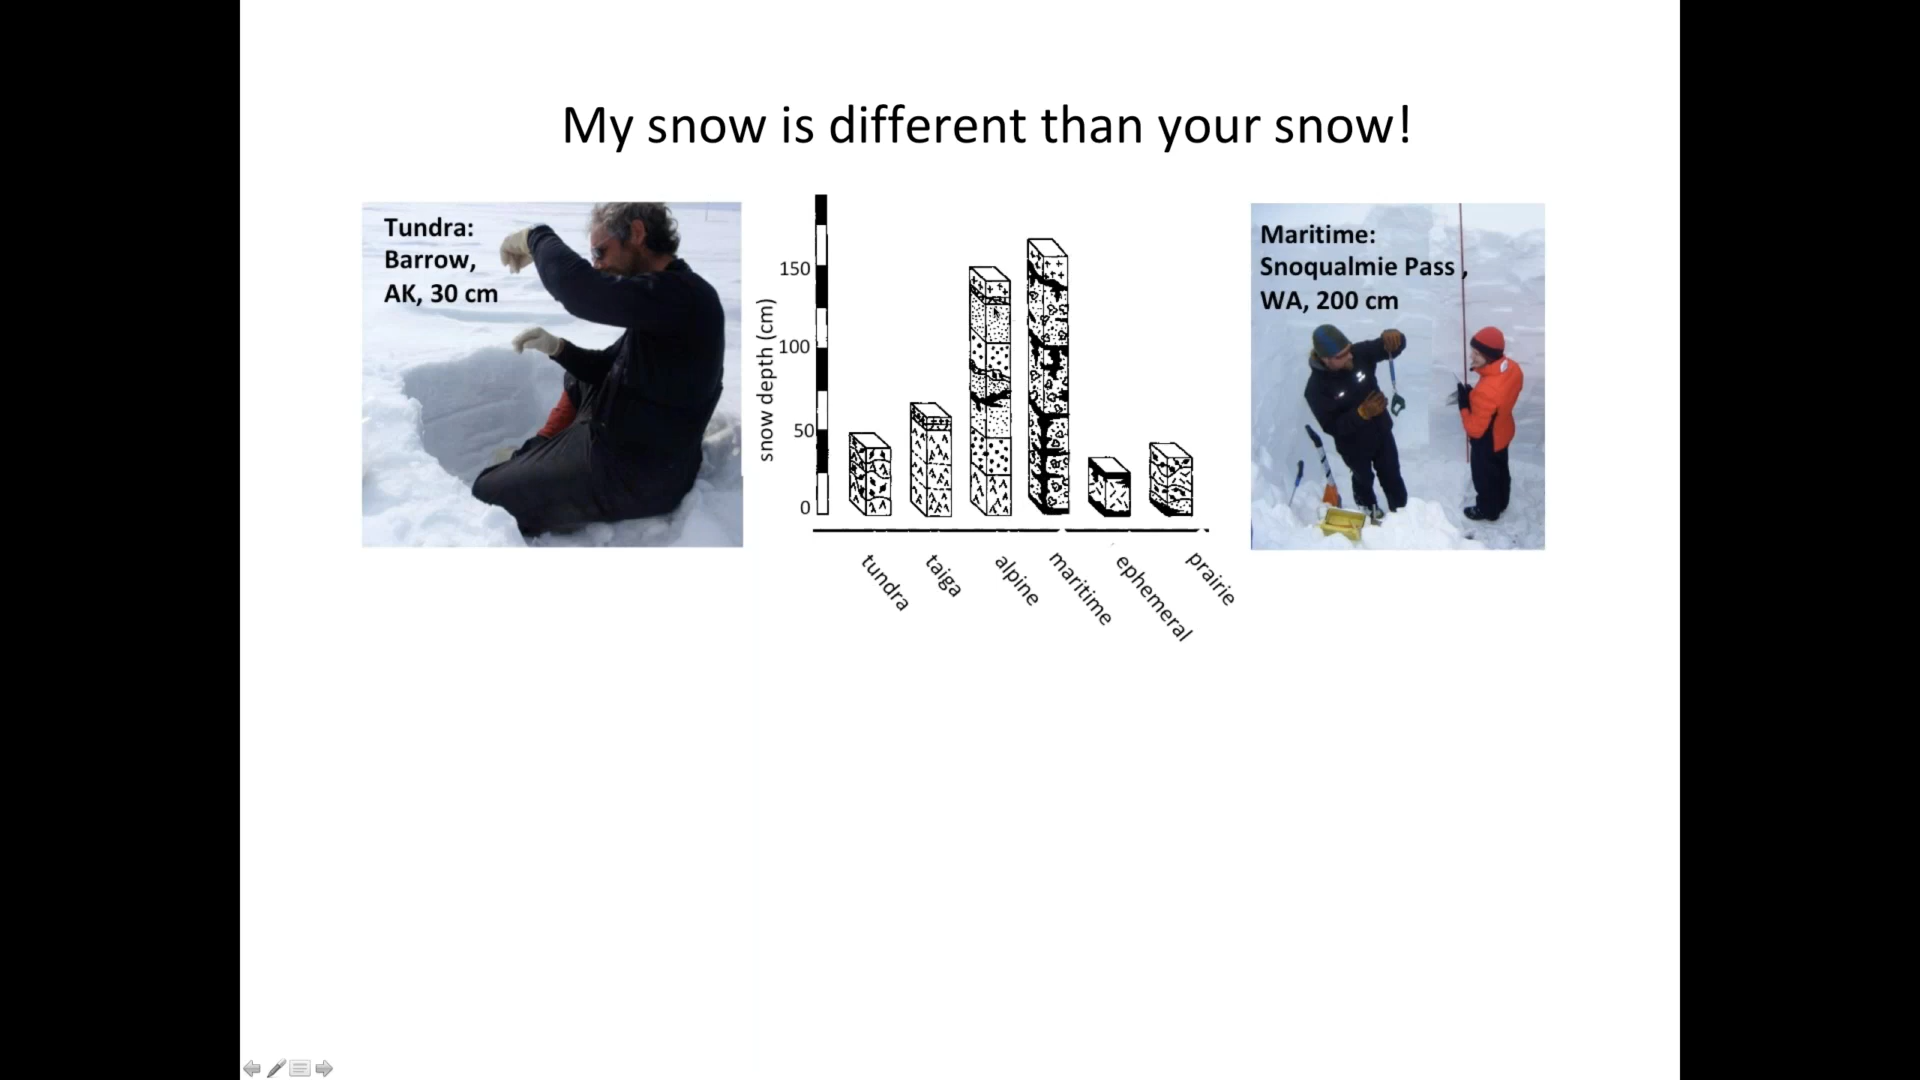 My snow is different than your snow!
Tundra:
Barrow,
AK, 30 cm
snow depth (cm)
150
100
50
0
tundra
taiga
alpine
maritime
ephemeral
prairie
Maritime:
Snoqualmie Pass ,
WA, 200 cm